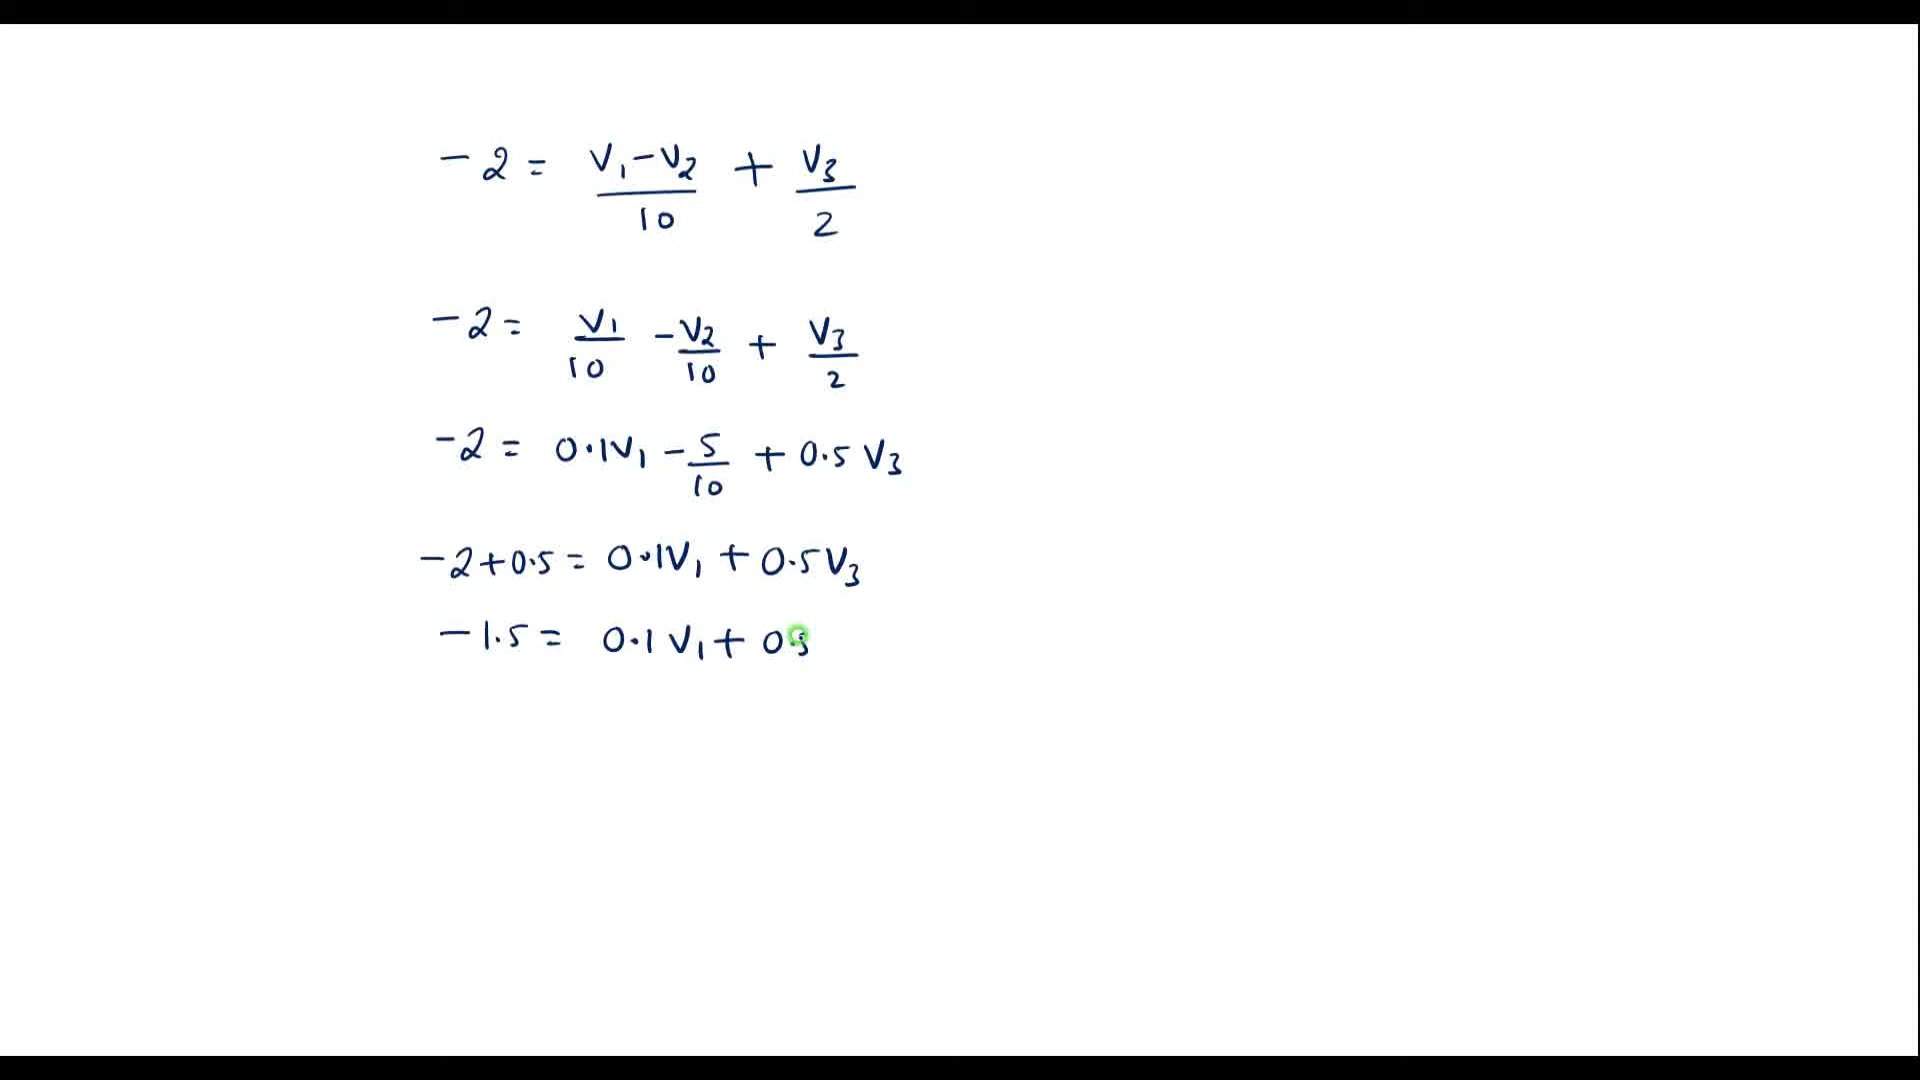 -2 = V₁-V₂/10 + V₃/2
-2 = V₁/10 - V₂/10 + V₃/2
-2 = 0.1V₁ - 5/10 + 0.5 V₃
-2+0.5 = 0.1V₁ + 0.5V₃
-1.5 = 0.1 V₁ + 0.5